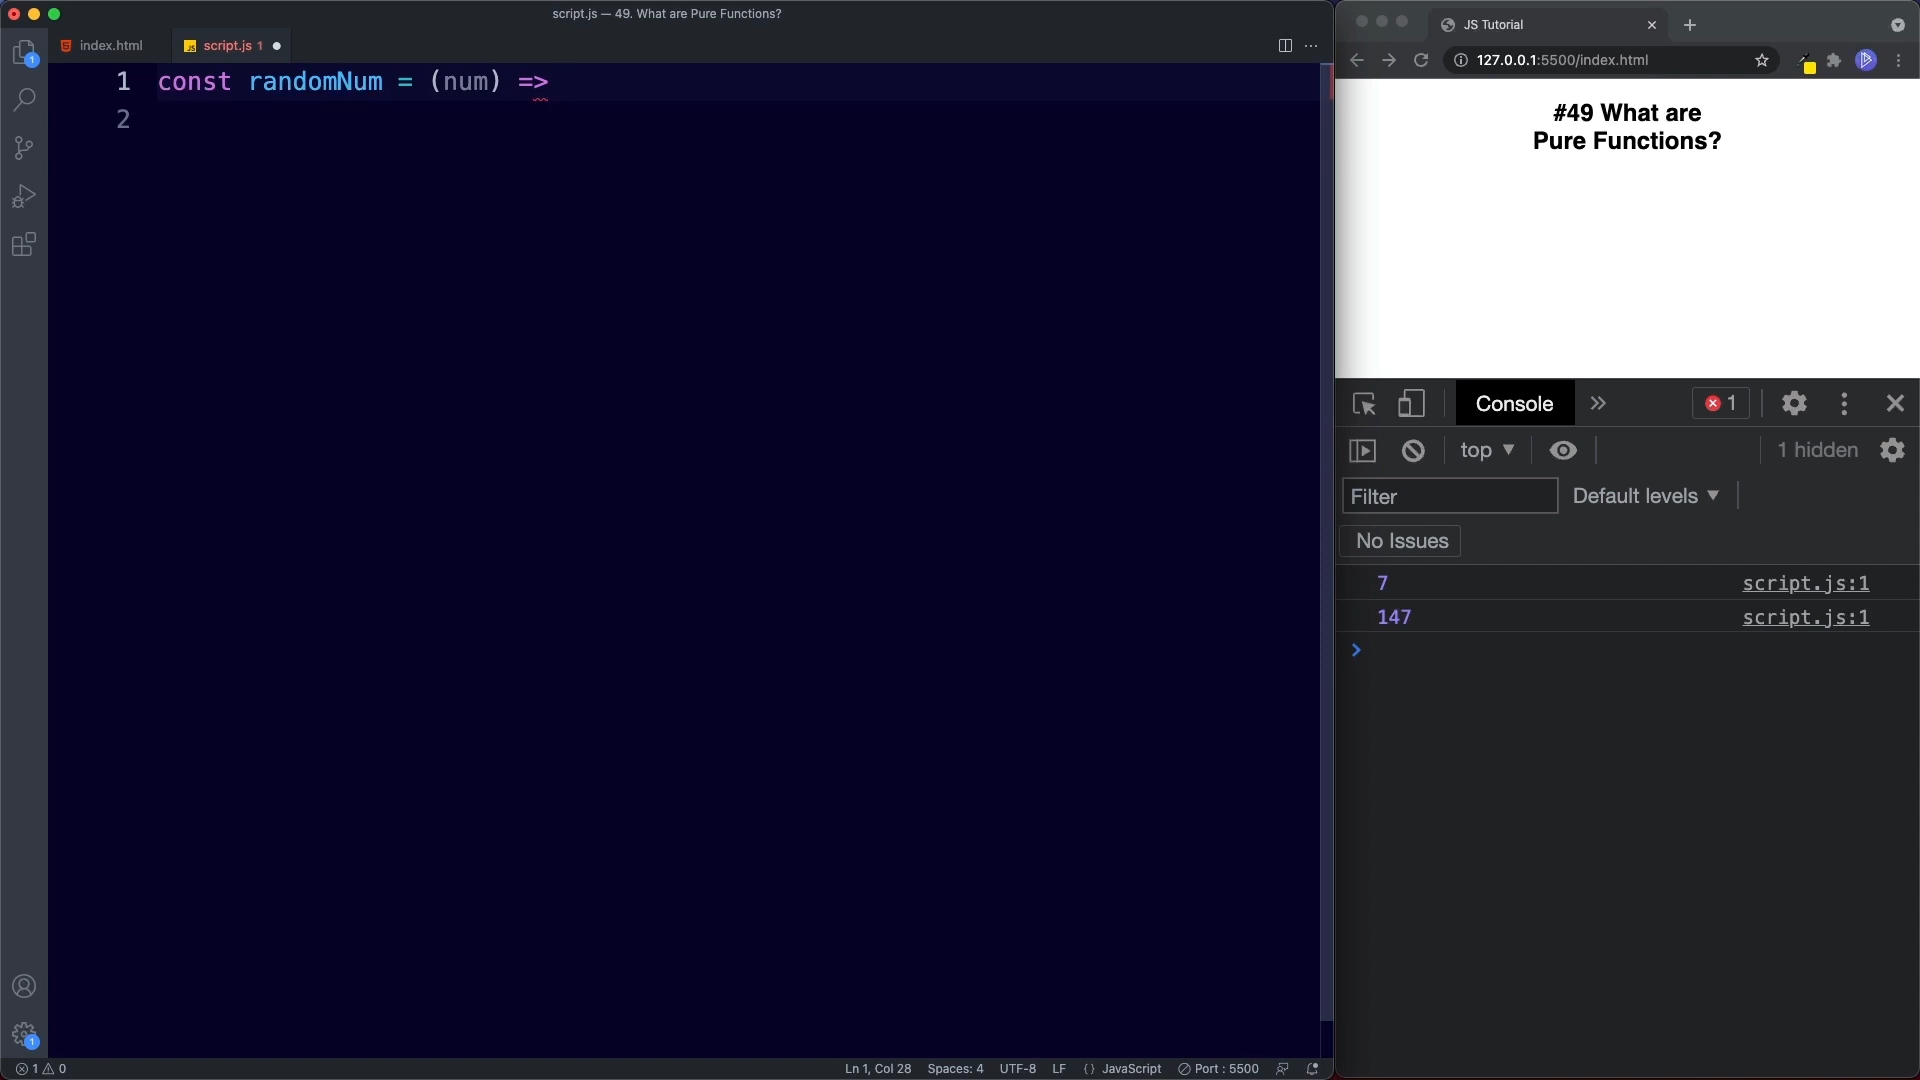 script.js — 49. What are Pure Functions?
index.html
script.js 1
1 const randomNum = (num) =>
2
1
1
1 0
Ln 1, Col 28 Spaces: 4 UTF-8 LF {} JavaScript Port : 5500
JS Tutorial
127.0.0.1:5500/index.html
#49 What are
Pure Functions?
Console 1
top 1 hidden
Filter Default levels
No Issues
7 script.js:1
147 script.js:1